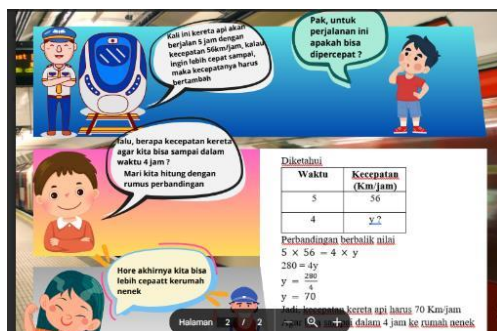 Kali ini kereta api akan
berjalan 5 jam dengan
kecepatan 56km/jam, kalau
ingin lebih cepat sampai,
maka kecepatanya harus
bertambah
Pak, untuk
perjalanan ini
apakah bisa
dipercepat ?
lalu, berapa kecepatan kereta
agar kita bisa sampai dalam
waktu 4 jam ?
Mari kita hitung dengan
rumus perbandingan
Diketahui
Waktu Kecepatan
(Km/jam)
5 56
4 y ?
Perbandingan berbalik nilai
5 × 56 = 4 × y
280 = 4y
y = 280/4
y = 70
Jadi, kecepatan kereta api harus 70 Km/jam
dalam 4 jam ke rumah nenek
Hore akhirnya kita bisa
lebih cepaatt kerumah
nenek
Halaman 2 / 2